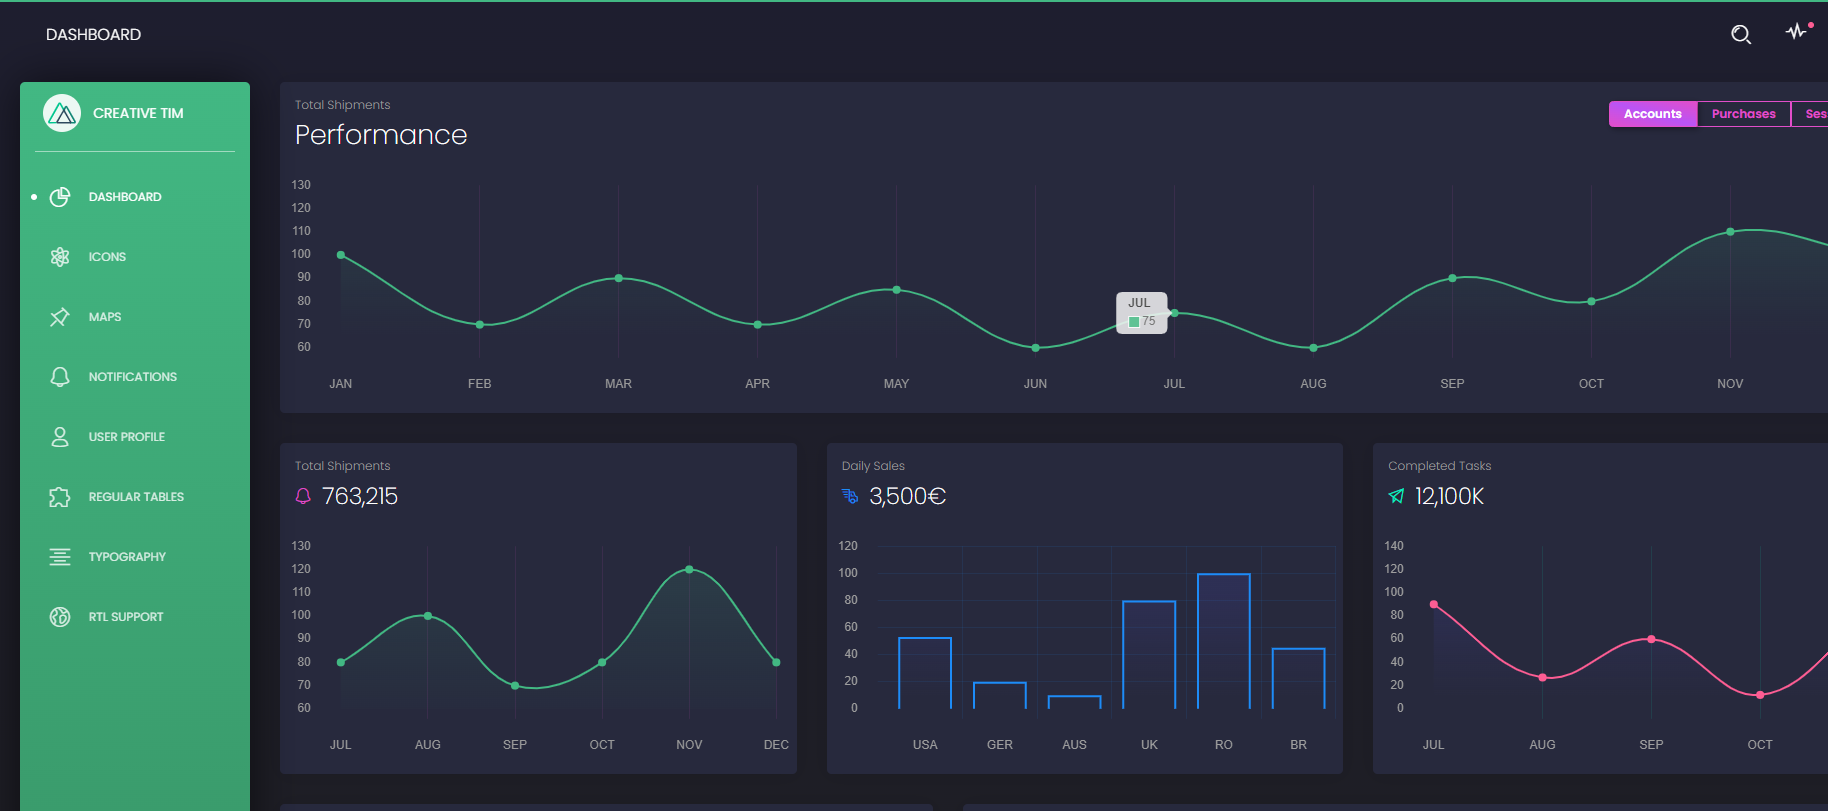 DASHBOARD
CREATIVE TIM
DASHBOARD
ICONS
MAPS
NOTIFICATIONS
USER PROFILE
REGULAR TABLES
TYPOGRAPHY
RTL SUPPORT
Total Shipments
Performance
Accounts Purchases Ses
130
120
110
100
90
80
70
60
JUL
75
JAN FEB MAR APR MAY JUN JUL AUG SEP OCT NOV
Total Shipments
763,215
130
120
110
100
90
80
70
60
JUL AUG SEP OCT NOV DEC
Daily Sales
3,500€
120
100
80
60
40
20
0
USA GER AUS UK RO BR
Completed Tasks
12,100K
140
120
100
80
60
40
20
0
JUL AUG SEP OCT